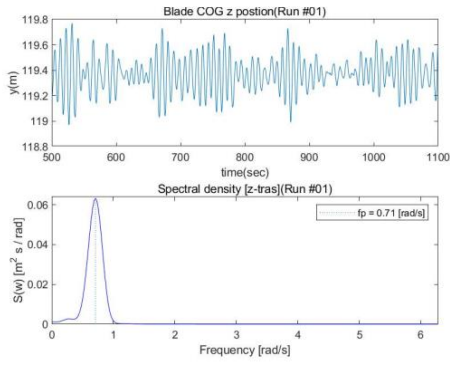 Blade COG z postion(Run #01)
119.8
119.6
119.4
119.2
119
118.8
y(m)
500 600 700 800 900 1000 1100
time(sec)
Spectral density [z-tras](Run #01)
0.06
0.04
0.02
0
S(w) [m² s / rad]
fp = 0.71 [rad/s]
0 1 2 3 4 5 6
Frequency [rad/s]